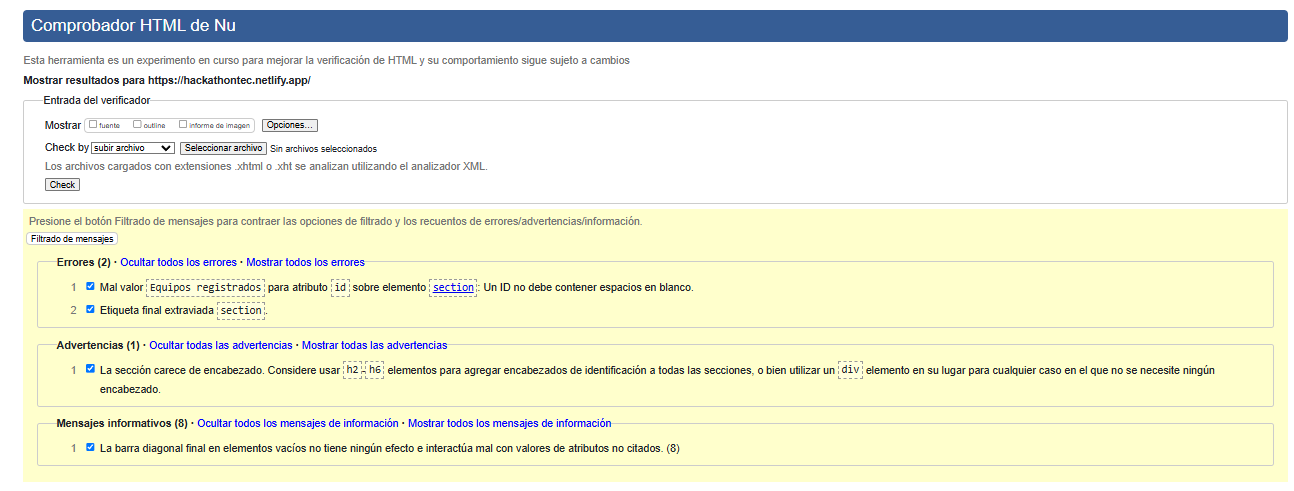 Comprobador HTML de Nu
Esta herramienta es un experimento en curso para mejorar la verificación de HTML y su comportamiento sigue sujeto a cambios
Mostrar resultados para https://hackathontec.netlify.app/
Entrada del verificador
Mostrar fuente outline informe de imagen Opciones...
Check by subir archivo Seleccionar archivo Sin archivos seleccionados
Los archivos cargados con extensiones .xhtml o .xht se analizan utilizando el analizador XML.
Check
Presione el botón Filtrado de mensajes para contraer las opciones de filtrado y los recuentos de errores/advertencias/información.
Filtrado de mensajes
Errores (2) · Ocultar todos los errores · Mostrar todos los errores
1 Mal valor Equipos registrados para atributo id sobre elemento section: Un ID no debe contener espacios en blanco.
2 Etiqueta final extraviada section.
Advertencias (1) · Ocultar todas las advertencias · Mostrar todas las advertencias
1 La sección carece de encabezado. Considere usar h2-h6 elementos para agregar encabezados de identificación a todas las secciones, o bien utilizar un div elemento en su lugar para cualquier caso en el que no se necesite ningún
encabezado.
Mensajes informativos (8) · Ocultar todos los mensajes de información · Mostrar todos los mensajes de información
1 La barra diagonal final en elementos vacíos no tiene ningún efecto e interactúa mal con valores de atributos no citados. (8)